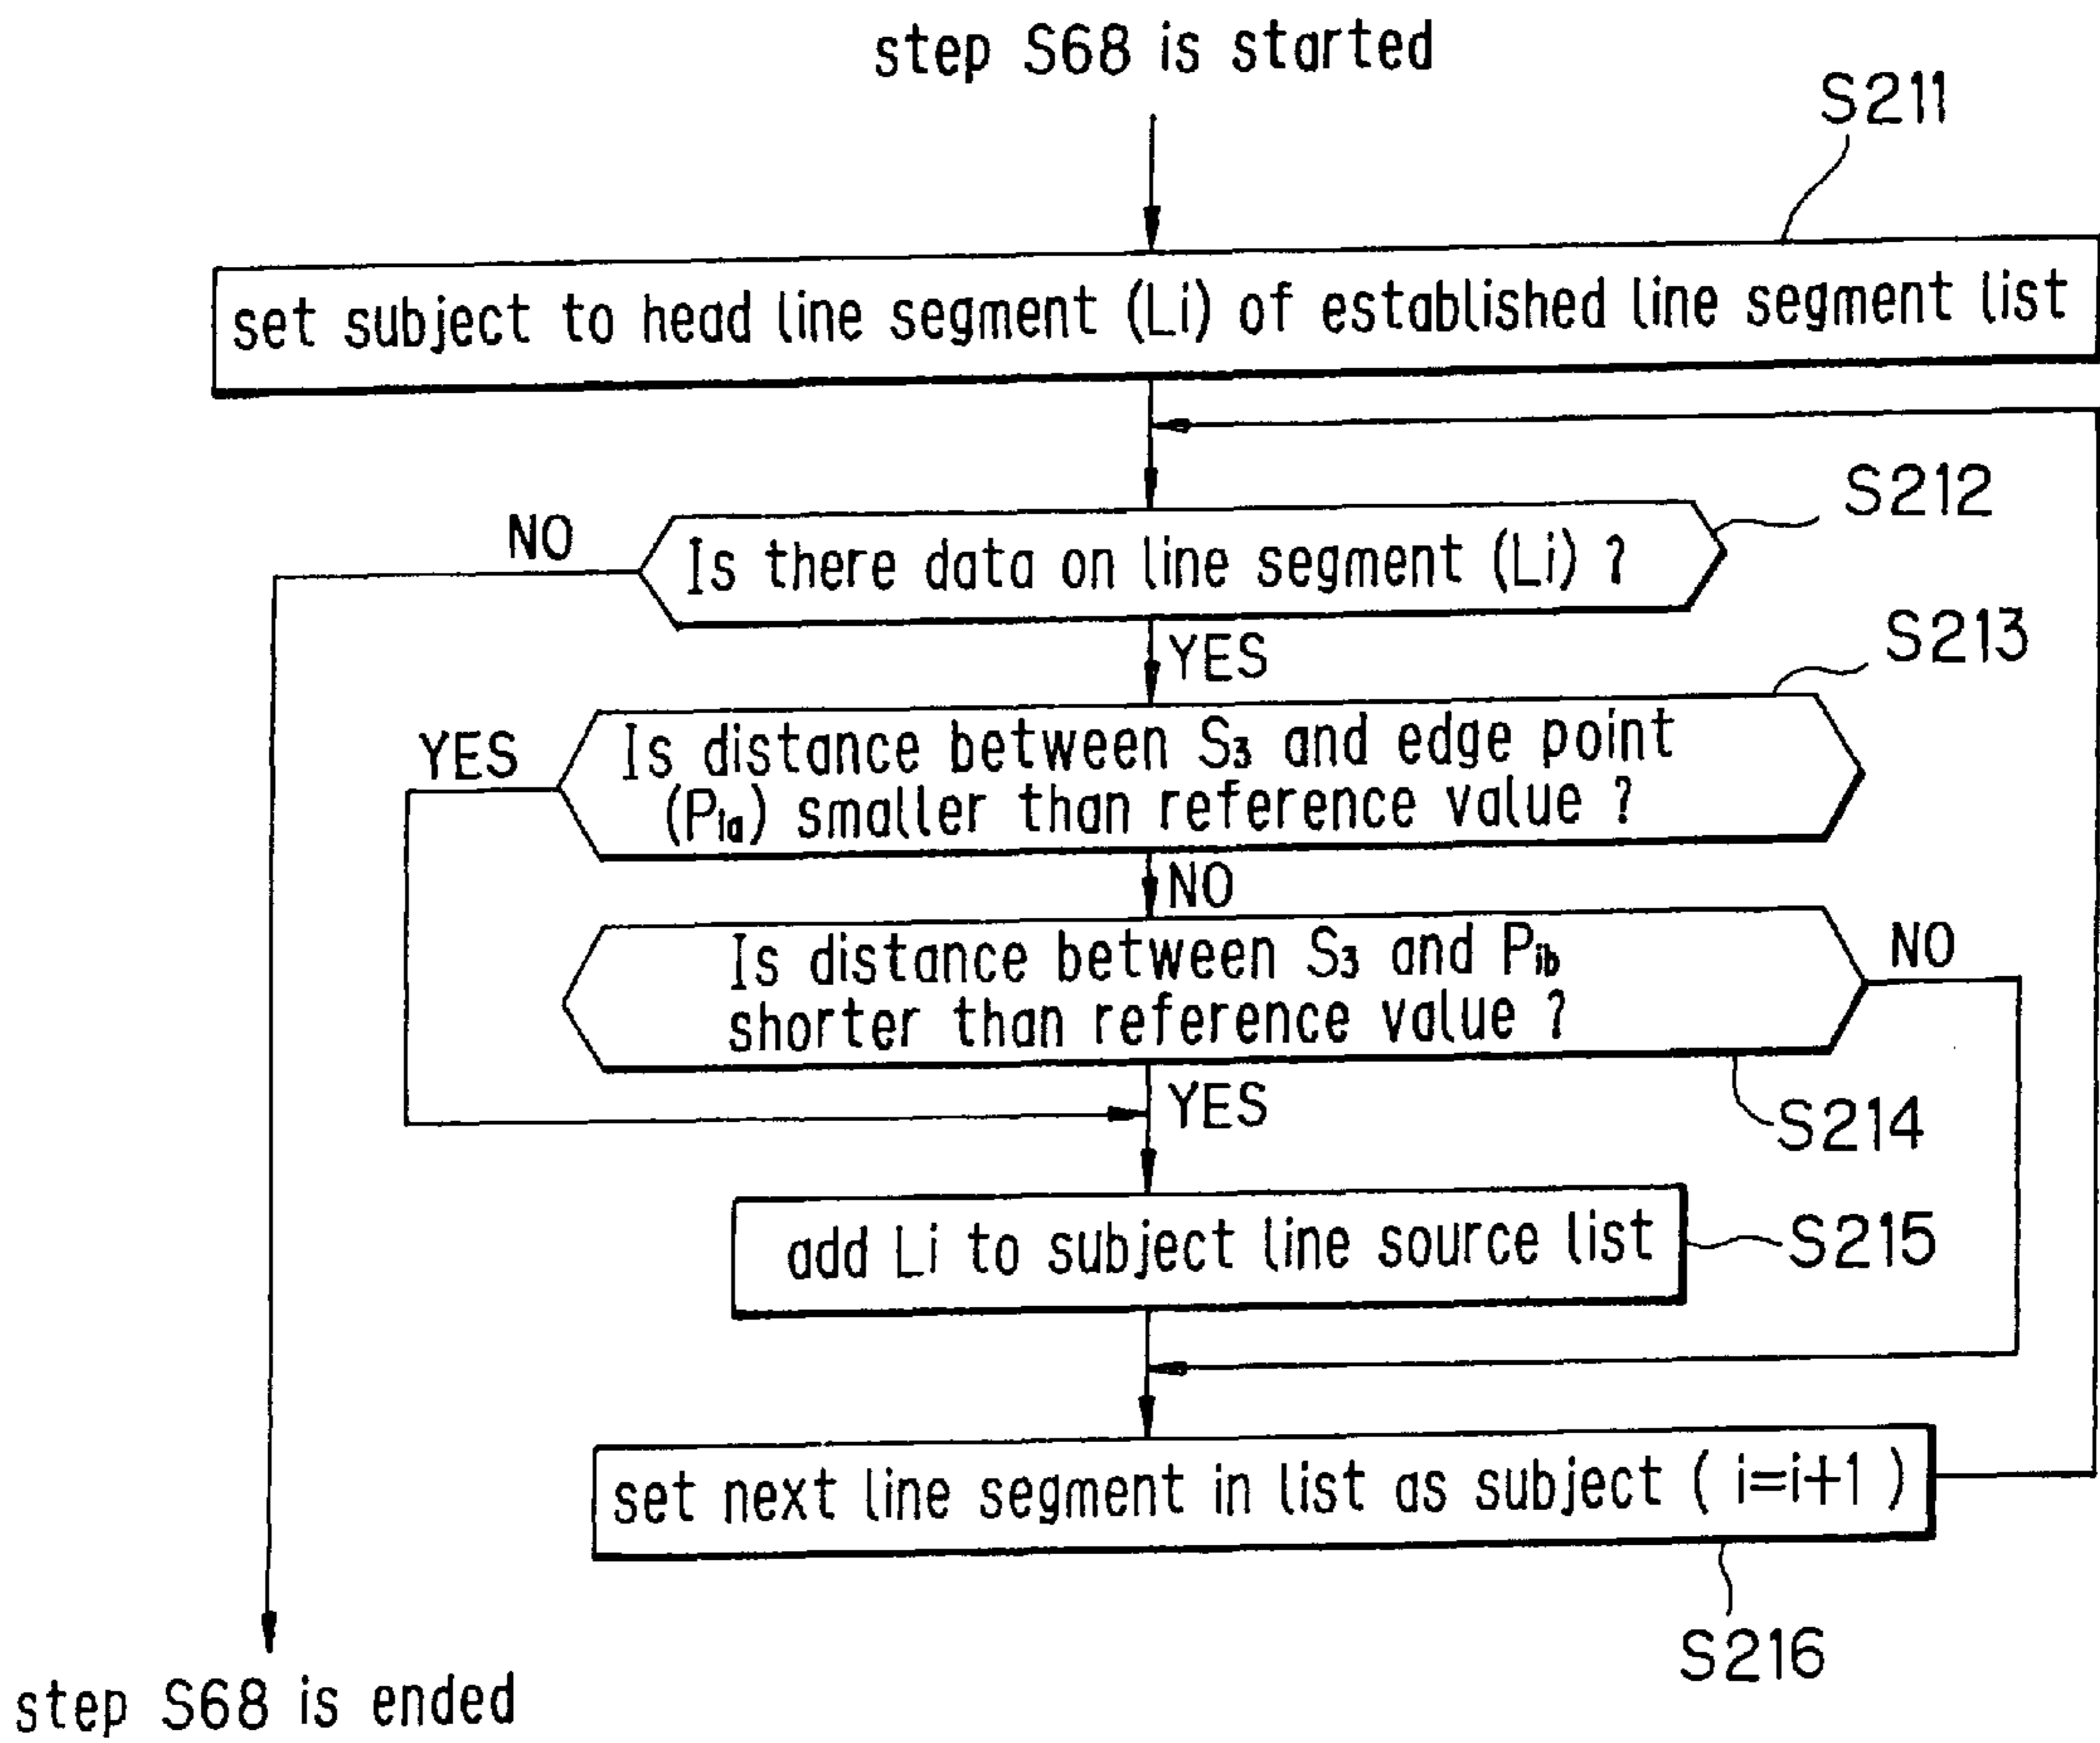 step S68 is started
S211
set subject to head line segment (Li) of established line segment list
S212
NO
Is there data on line segment (Li) ?
YES
S213
YES
Is distance between S3 and edge point
(Pia) smaller than reference value ?
NO
Is distance between S3 and Pib
shorter than reference value ?
NO
YES
S214
add Li to subject line source list
S215
set next line segment in list as subject ( i=i+1 )
S216
step S68 is ended